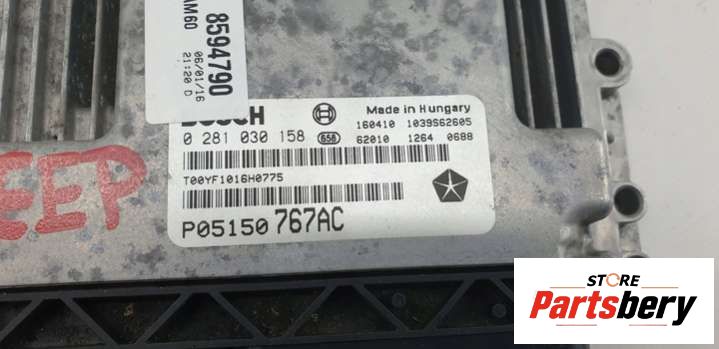 8594790
06/01/16
21:20 D
BOSCH
Made in Hungary
0 281 030 158
658
160410 1039S62605
62010 1264 0688
T00YF1016H0775
P05150767AC
EEP
STORE
Partsbery